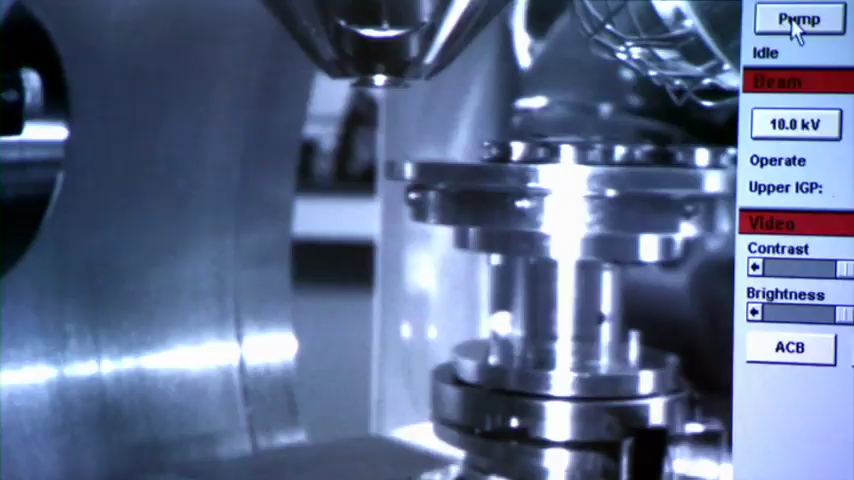 Pump
Idle
Beam
10.0 kV
Operate
Upper IGP:
Video
Contrast
Brightness
ACB